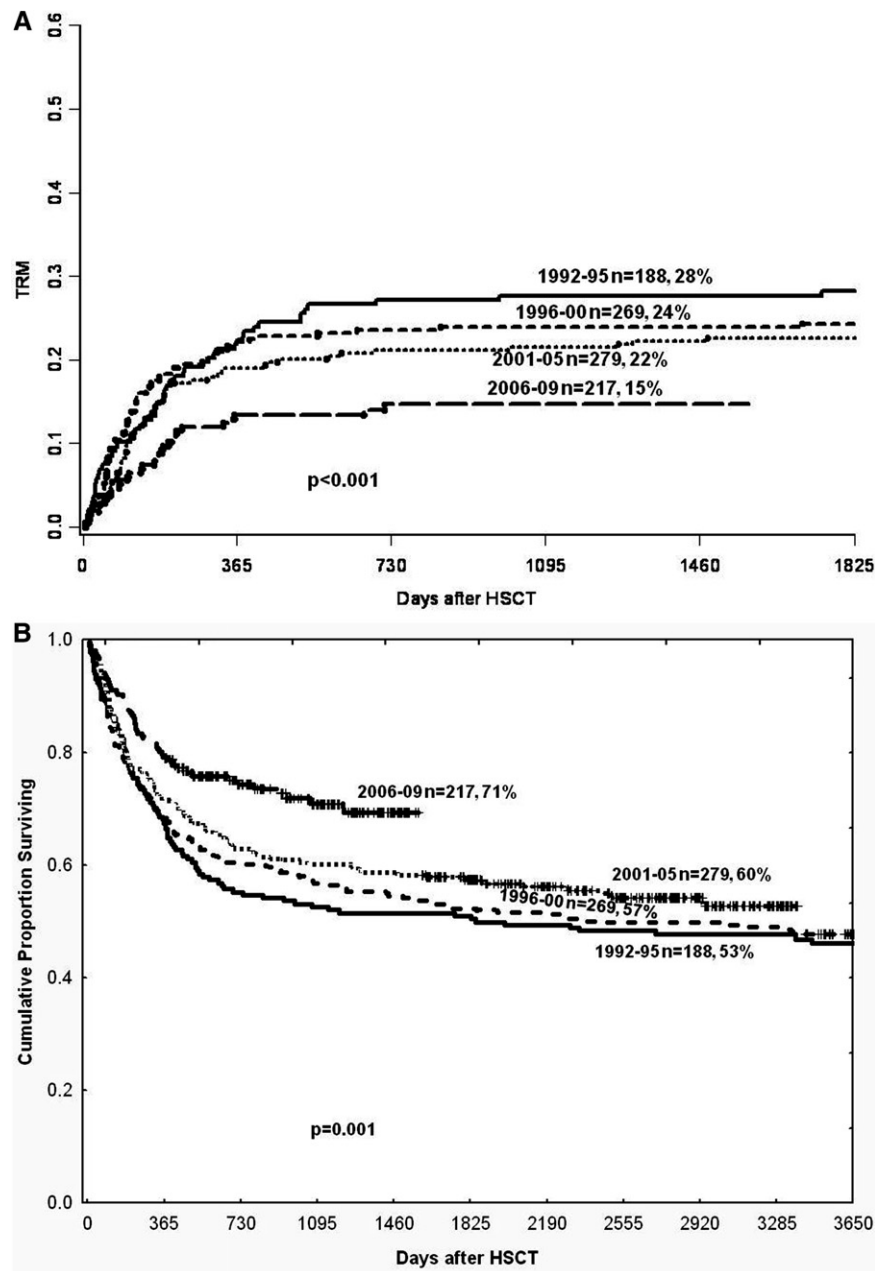 A
0.6
0.5
0.4
0.3
0.2
0.1
0.0
TRM
1992-95 n=188, 28%
1996-00 n=269, 24%
2001-05 n=279, 22%
2006-09 n=217, 15%
p<0.001
0 365 730 1095 1460 1825
Days after HSCT
B
1.0
0.8
0.6
0.4
0.2
0.0
Cumulative Proportion Surviving
2006-09 n=217, 71%
2001-05 n=279, 60%
1996-00 n=269, 57%
1992-95 n=188, 53%
p=0.001
0 365 730 1095 1460 1825 2190 2555 2920 3285 3650
Days after HSCT